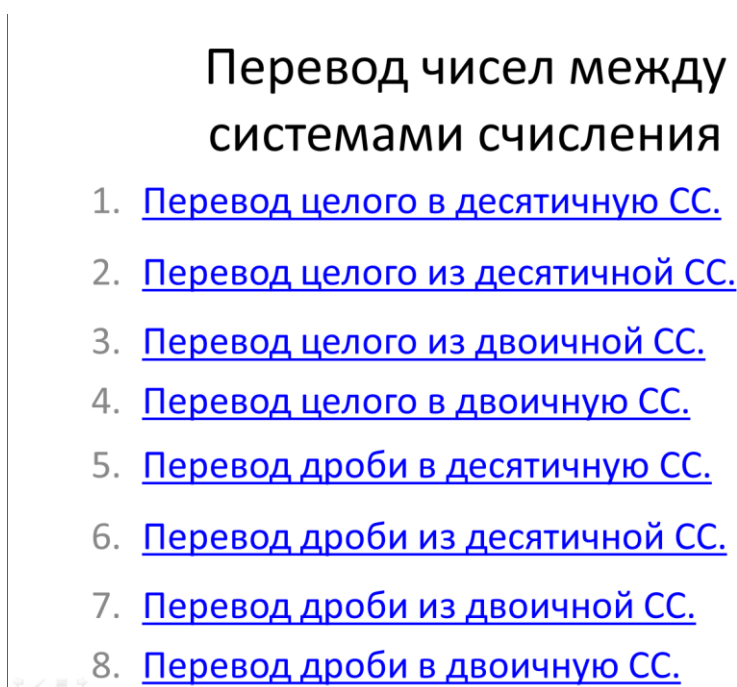 Перевод чисел между
системами счисления
1. Перевод целого в десятичную СС.
2. Перевод целого из десятичной СС.
3. Перевод целого из двоичной СС.
4. Перевод целого в двоичную СС.
5. Перевод дроби в десятичную СС.
6. Перевод дроби из десятичной СС.
7. Перевод дроби из двоичной СС.
8. Перевод дроби в двоичную СС.